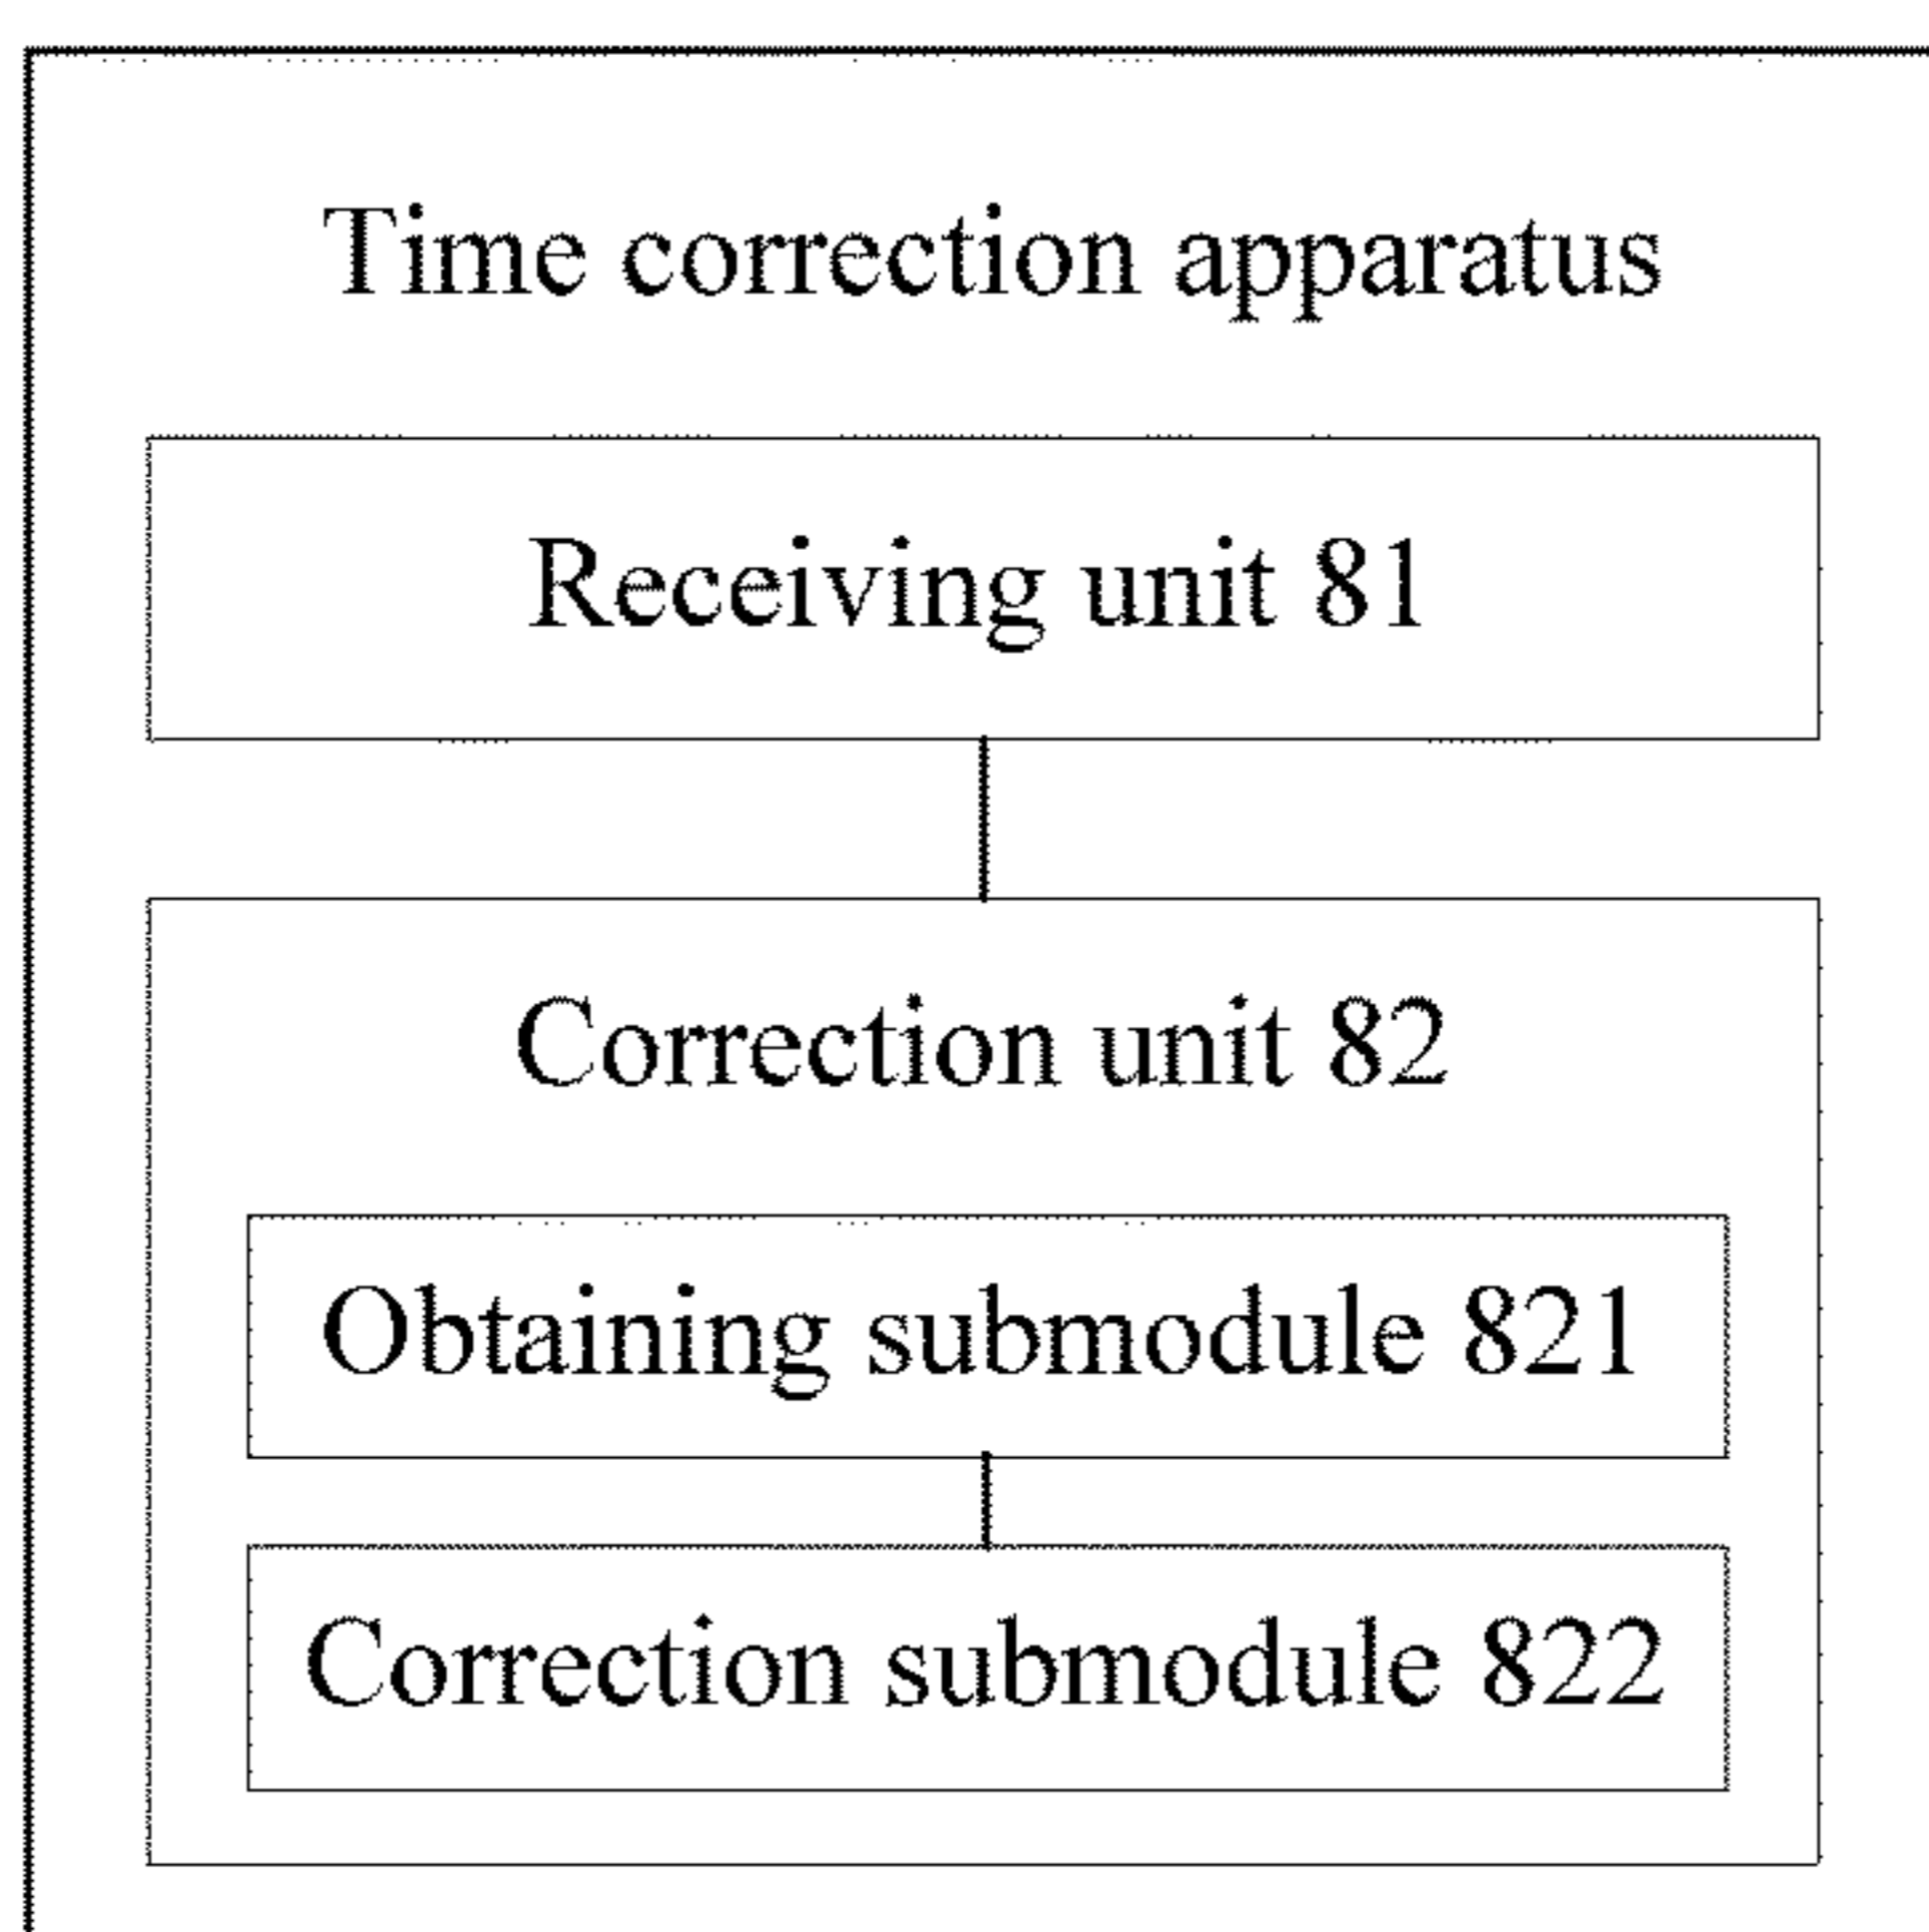 Time correction apparatus
Receiving unit 81
Correction unit 82
Obtaining submodule 821
Correction submodule 822